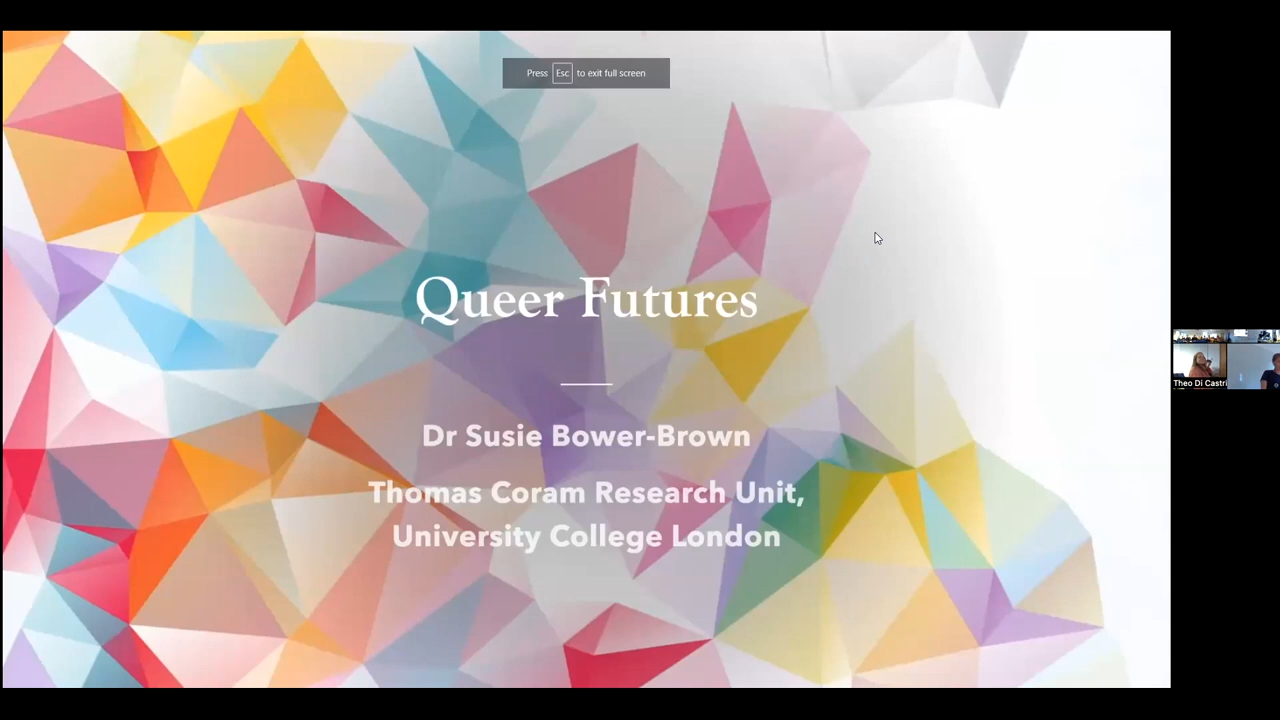 Press Esc to exit full screen
Queer Futures
Dr Susie Bower-Brown
Thomas Coram Research Unit,
University College London
Theo Di Castri